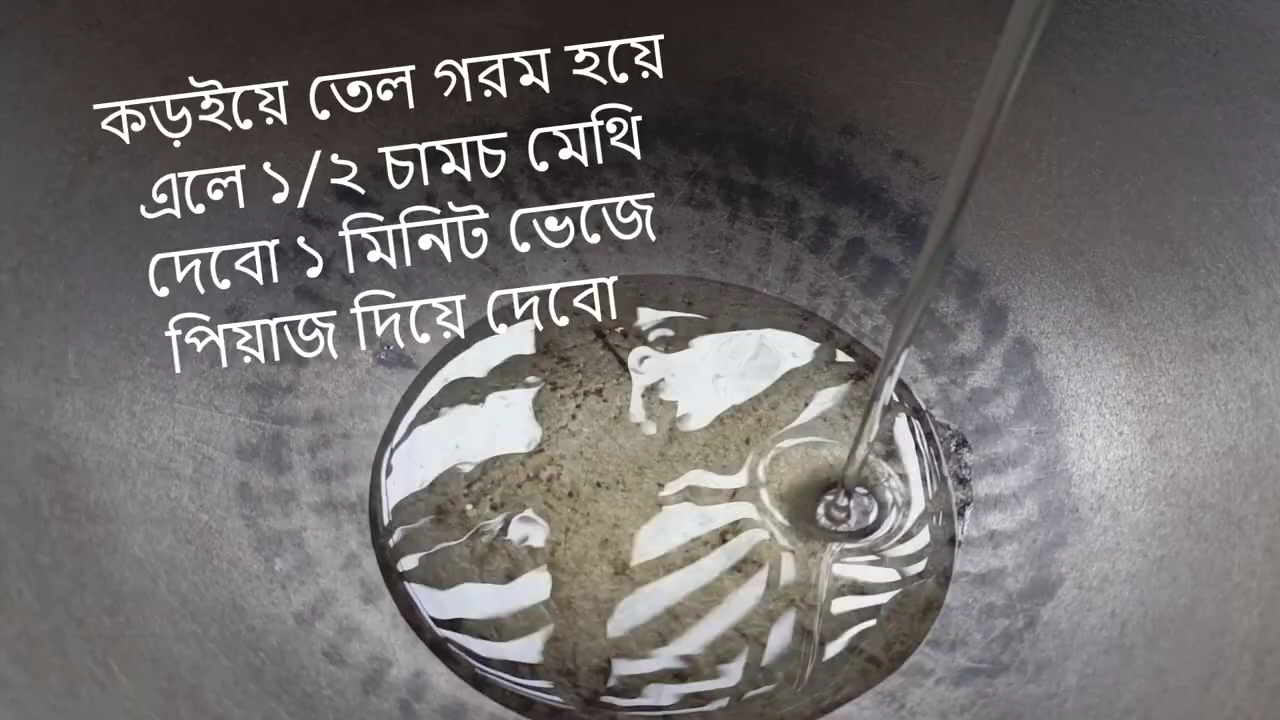 কড়ইয়ে তেল গরম হয়ে
এলে ১/২ চামচ মেথি
দেবো ১ মিনিট ভেজে
পিয়াজ দিয়ে দেবো